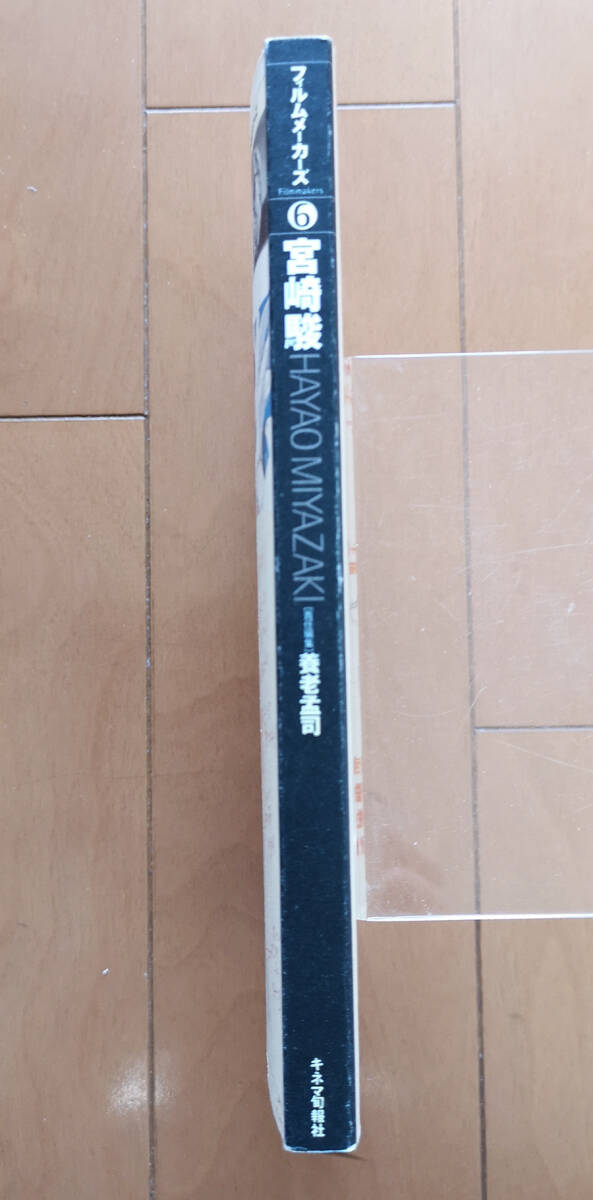 フィルムメーカーズ
Filmmakers
6
宮崎駿
HAYAO MIYAZAKI
[責任編集]養老孟司
キネマ旬報社